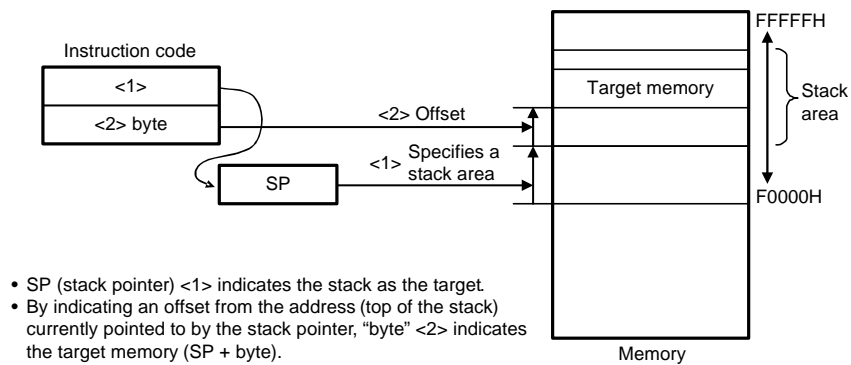 FFFFFH
Instruction code
<1>
<2> byte
Target memory
Stack
area
<2> Offset
<1> Specifies a
stack area
SP
F0000H
• SP (stack pointer) <1> indicates the stack as the target.
• By indicating an offset from the address (top of the stack)
currently pointed to by the stack pointer, “byte” <2> indicates
the target memory (SP + byte).
Memory